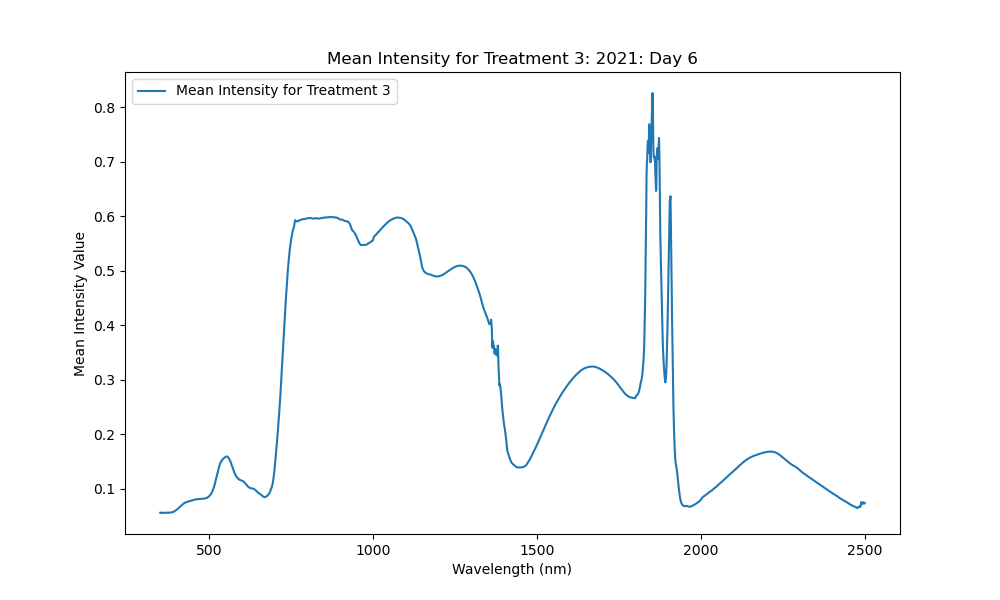 Mean Intensity for Treatment 3: 2021: Day 6
Mean Intensity for Treatment 3
Mean Intensity Value
0.8
0.7
0.6
0.5
0.4
0.3
0.2
0.1
500 1000 1500 2000 2500
Wavelength (nm)